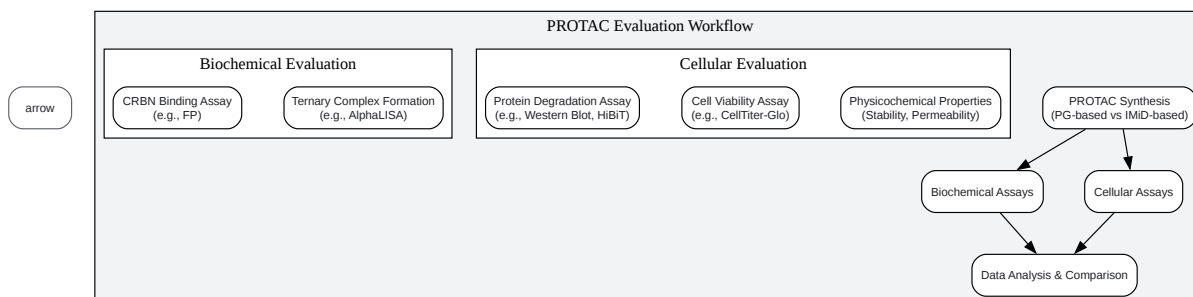 PROTAC Evaluation Workflow
Biochemical Evaluation
Cellular Evaluation
arrow
CRBN Binding Assay
(e.g., FP)
Ternary Complex Formation
(e.g., AlphaLISA)
Protein Degradation Assay
(e.g., Western Blot, HiBiT)
Cell Viability Assay
(e.g., CellTiter-Glo)
Physicochemical Properties
(Stability, Permeability)
PROTAC Synthesis
(PG-based vs IMiD-based)
Biochemical Assays
Cellular Assays
Data Analysis & Comparison